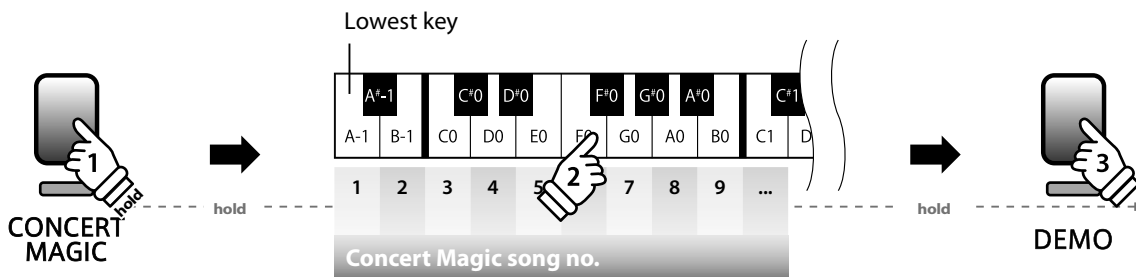 Lowest key
A#-1 C#0 D#0 F#0 G#0 A#0 C#1
A-1 B-1 C0 D0 E0 F0 G0 A0 B0 C1 D
1 2 3
1 2 3 4 5 7 8 9 ...
hold
hold hold
CONCERT
MAGIC
DEMO
Concert Magic song no.